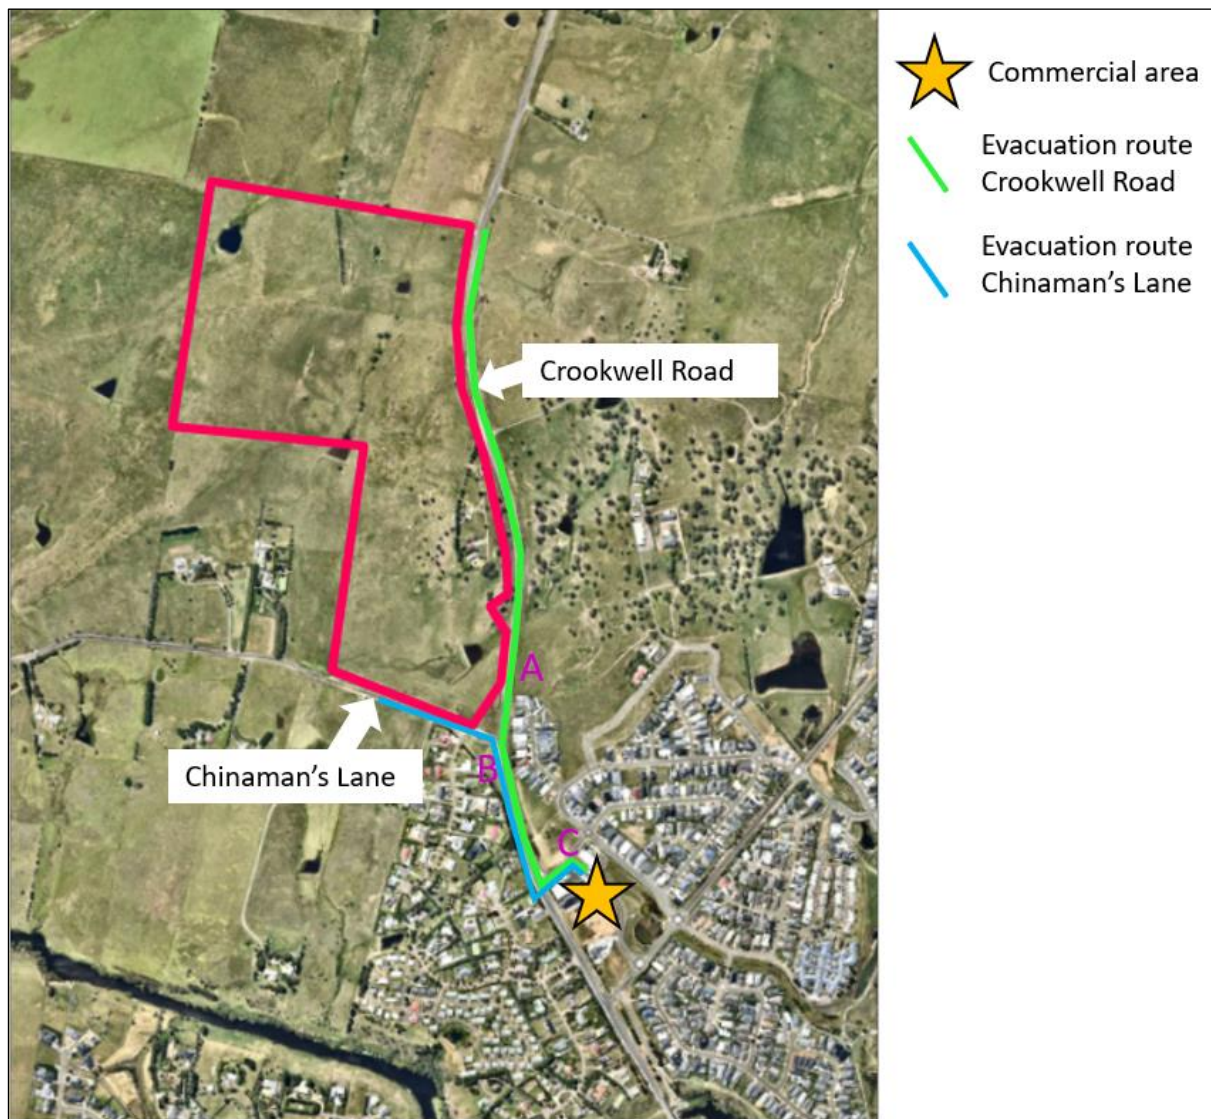 Commercial area
Evacuation route
Crookwell Road
Evacuation route
Chinaman's Lane
Crookwell Road
A
Chinaman's Lane
B
C